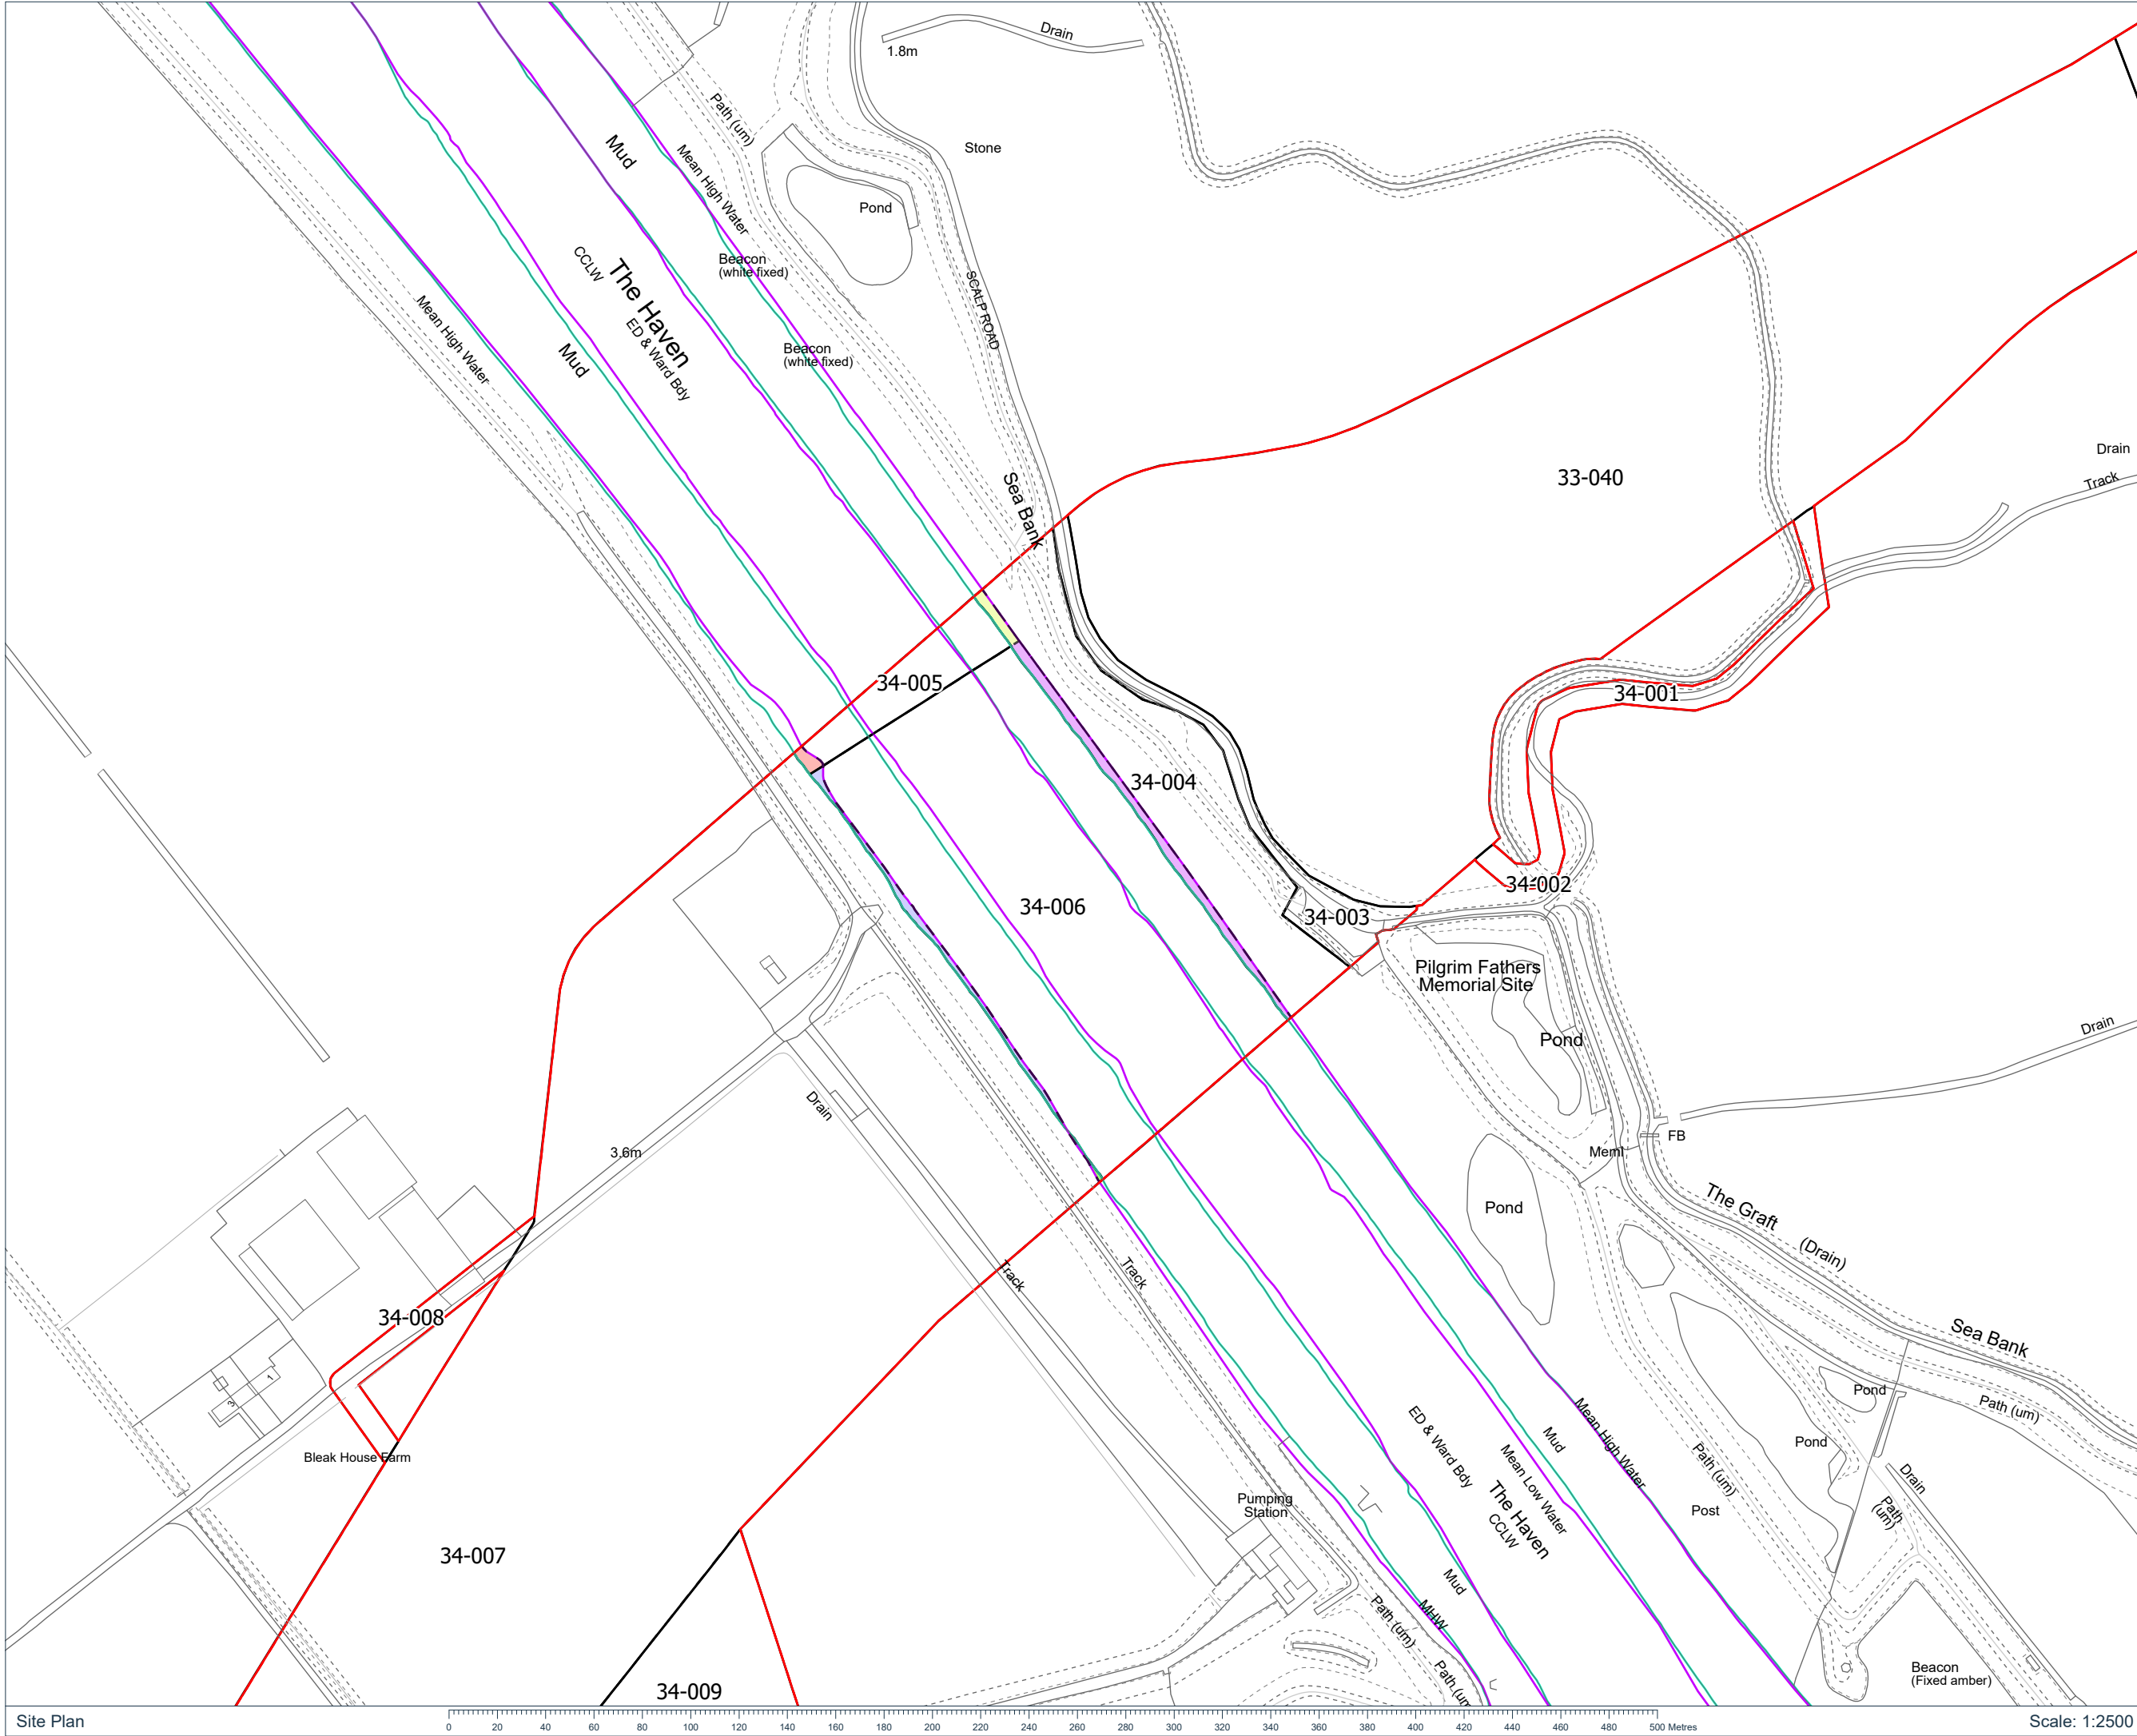 Drain
1.8m
Path (um)
Mud
Stone
Mean High Water
Pond
CCLW
The Haven
ED & Ward Bdy
Beacon
(white fixed)
SCALP ROAD
Mean High Water
Mud
Beacon
(white fixed)
Drain
Track
33-040
Sea Bank
34-005
34-001
34-004
34-002
34-006
34-003
Pilgrim Fathers
Memorial Site
Pond
Drain
Drain
FB
Meml
3.6m
Pond
The Graft
(Drain)
Track
Track
34-008
Sea Bank
1
3
Pond
Path (um)
Bleak House Farm
ED & Ward Bdy
Mud
Mean High Water
Pond
Mean Low Water
Path (um)
Drain
The Haven
CCLW
Pumping
Station
Post
Path
(um)
34-007
Mud
MHW
Path (um)
Path (um
Beacon
(Fixed amber)
34-009
Site Plan
0 20 40 60 80 100 120 140 160 180 200 220 240 260 280 300 320 340 360 380 400 420 440 460 480 500 Metres
Scale: 1:2500